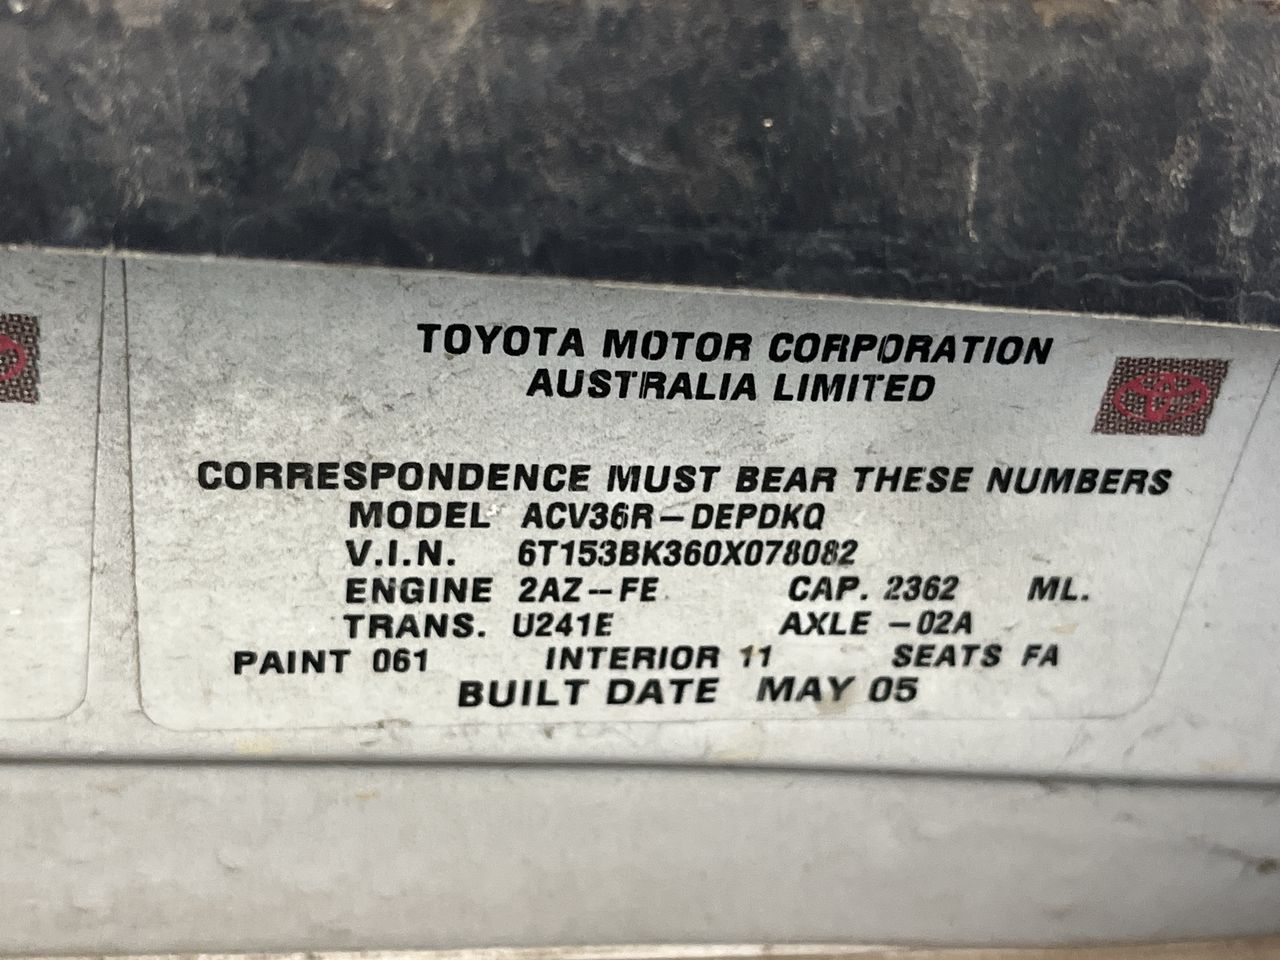 TOYOTA MOTOR CORPORATION
AUSTRALIA LIMITED
CORRESPONDENCE MUST BEAR THESE NUMBERS
MODEL ACV36R-DEPDKQ
V.I.N. 6T153BK360X078082
ENGINE 2AZ--FE CAP. 2362 ML.
TRANS. U241E AXLE -02A
PAINT 061 INTERIOR 11 SEATS FA
BUILT DATE MAY 05